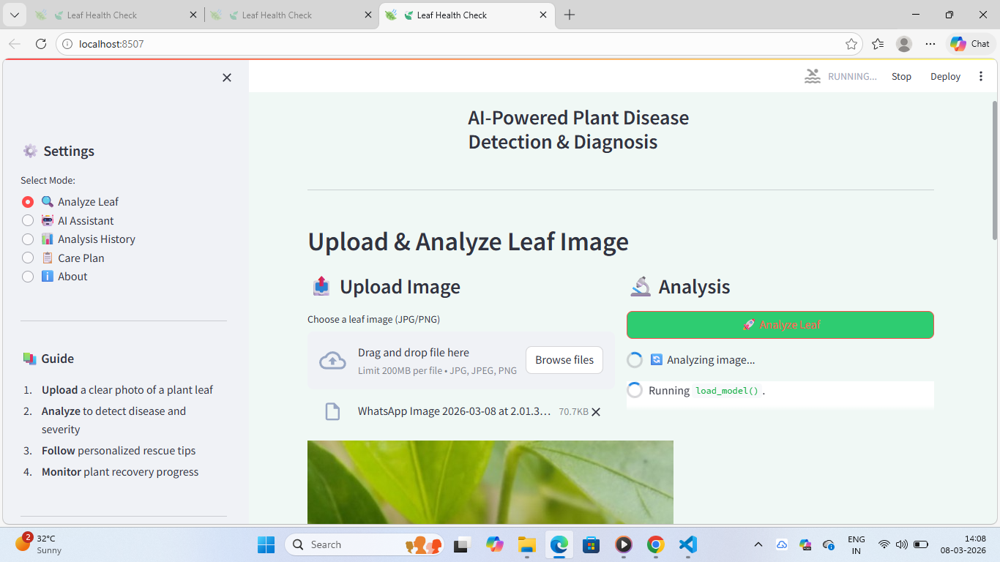 Leaf Health Check
Leaf Health Check
Leaf Health Check
localhost:8507
Chat
RUNNING...
Stop
Deploy
Settings
Select Mode:
Analyze Leaf
AI Assistant
Analysis History
Care Plan
About
Guide
1. Upload a clear photo of a plant leaf
2. Analyze to detect disease and
severity
3. Follow personalized rescue tips
4. Monitor plant recovery progress
AI-Powered Plant Disease
Detection & Diagnosis
Upload & Analyze Leaf Image
Upload Image
Choose a leaf image (JPG/PNG)
Drag and drop file here
Limit 200MB per file • JPG, JPEG, PNG
Browse files
WhatsApp Image 2026-03-08 at 2.01.3... 70.7KB
Analysis
Analyze Leaf
Analyzing image...
Running load_model() .
2
32°C
Sunny
Search
ENG
IN
14:08
08-03-2026